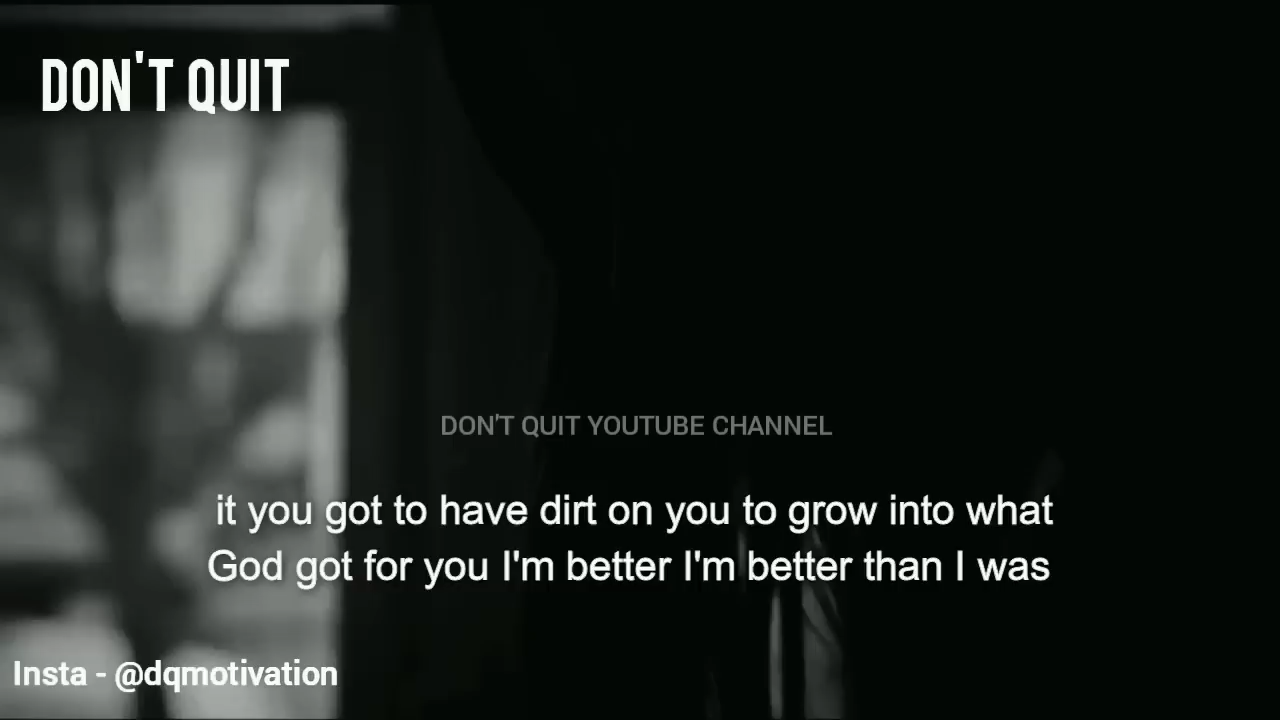 DON'T QUIT
DON'T QUIT YOUTUBE CHANNEL
it you got to have dirt on you to grow into what
God got for you I'm better I'm better than I was
Insta - @dqmotivation